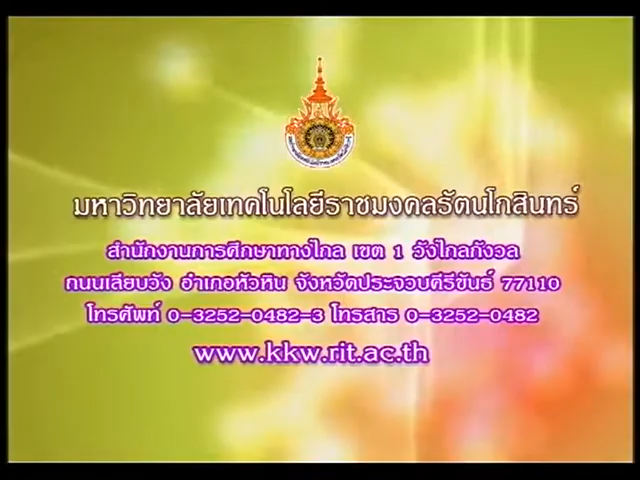 มหาวิทยาลัยเทคโนโลยีราชมงคลรัตนโกสินทร์
สำนักงานการศึกษาทางไกล เขต 1 วังไกลกังวล
ถนนเลียบวัง อำเภอหัวหิน จังหวัดประจวบคีรีขันธ์ 77110
โทรศัพท์ 0-3252-0482-3 โทรสาร 0-3252-0482
www.kkw.rit.ac.th